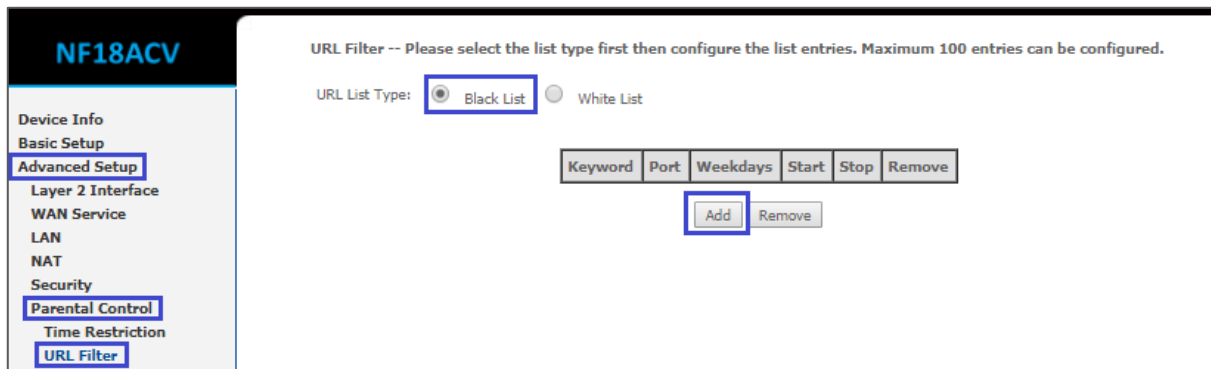 NF18ACV
Device Info
Basic Setup
Advanced Setup
Layer 2 Interface
WAN Service
LAN
NAT
Security
Parental Control
Time Restriction
URL Filter
URL Filter -- Please select the list type first then configure the list entries. Maximum 100 entries can be configured.
URL List Type: Black List White List
Keyword Port Weekdays Start Stop Remove
Add Remove